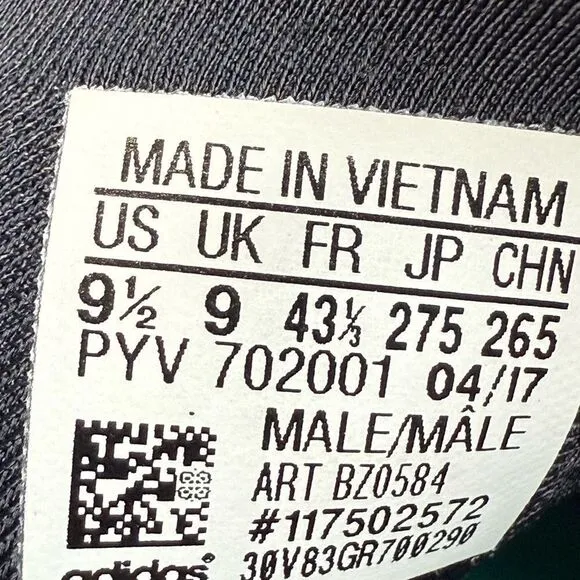 MADE IN VIETNAM
US UK FR JP CHN
9½ 9 43⅓ 275 265
PYV 702001 04/17
MALE/MÂLE
ART BZ0584
#117502572
adidas® 30V83GR700290